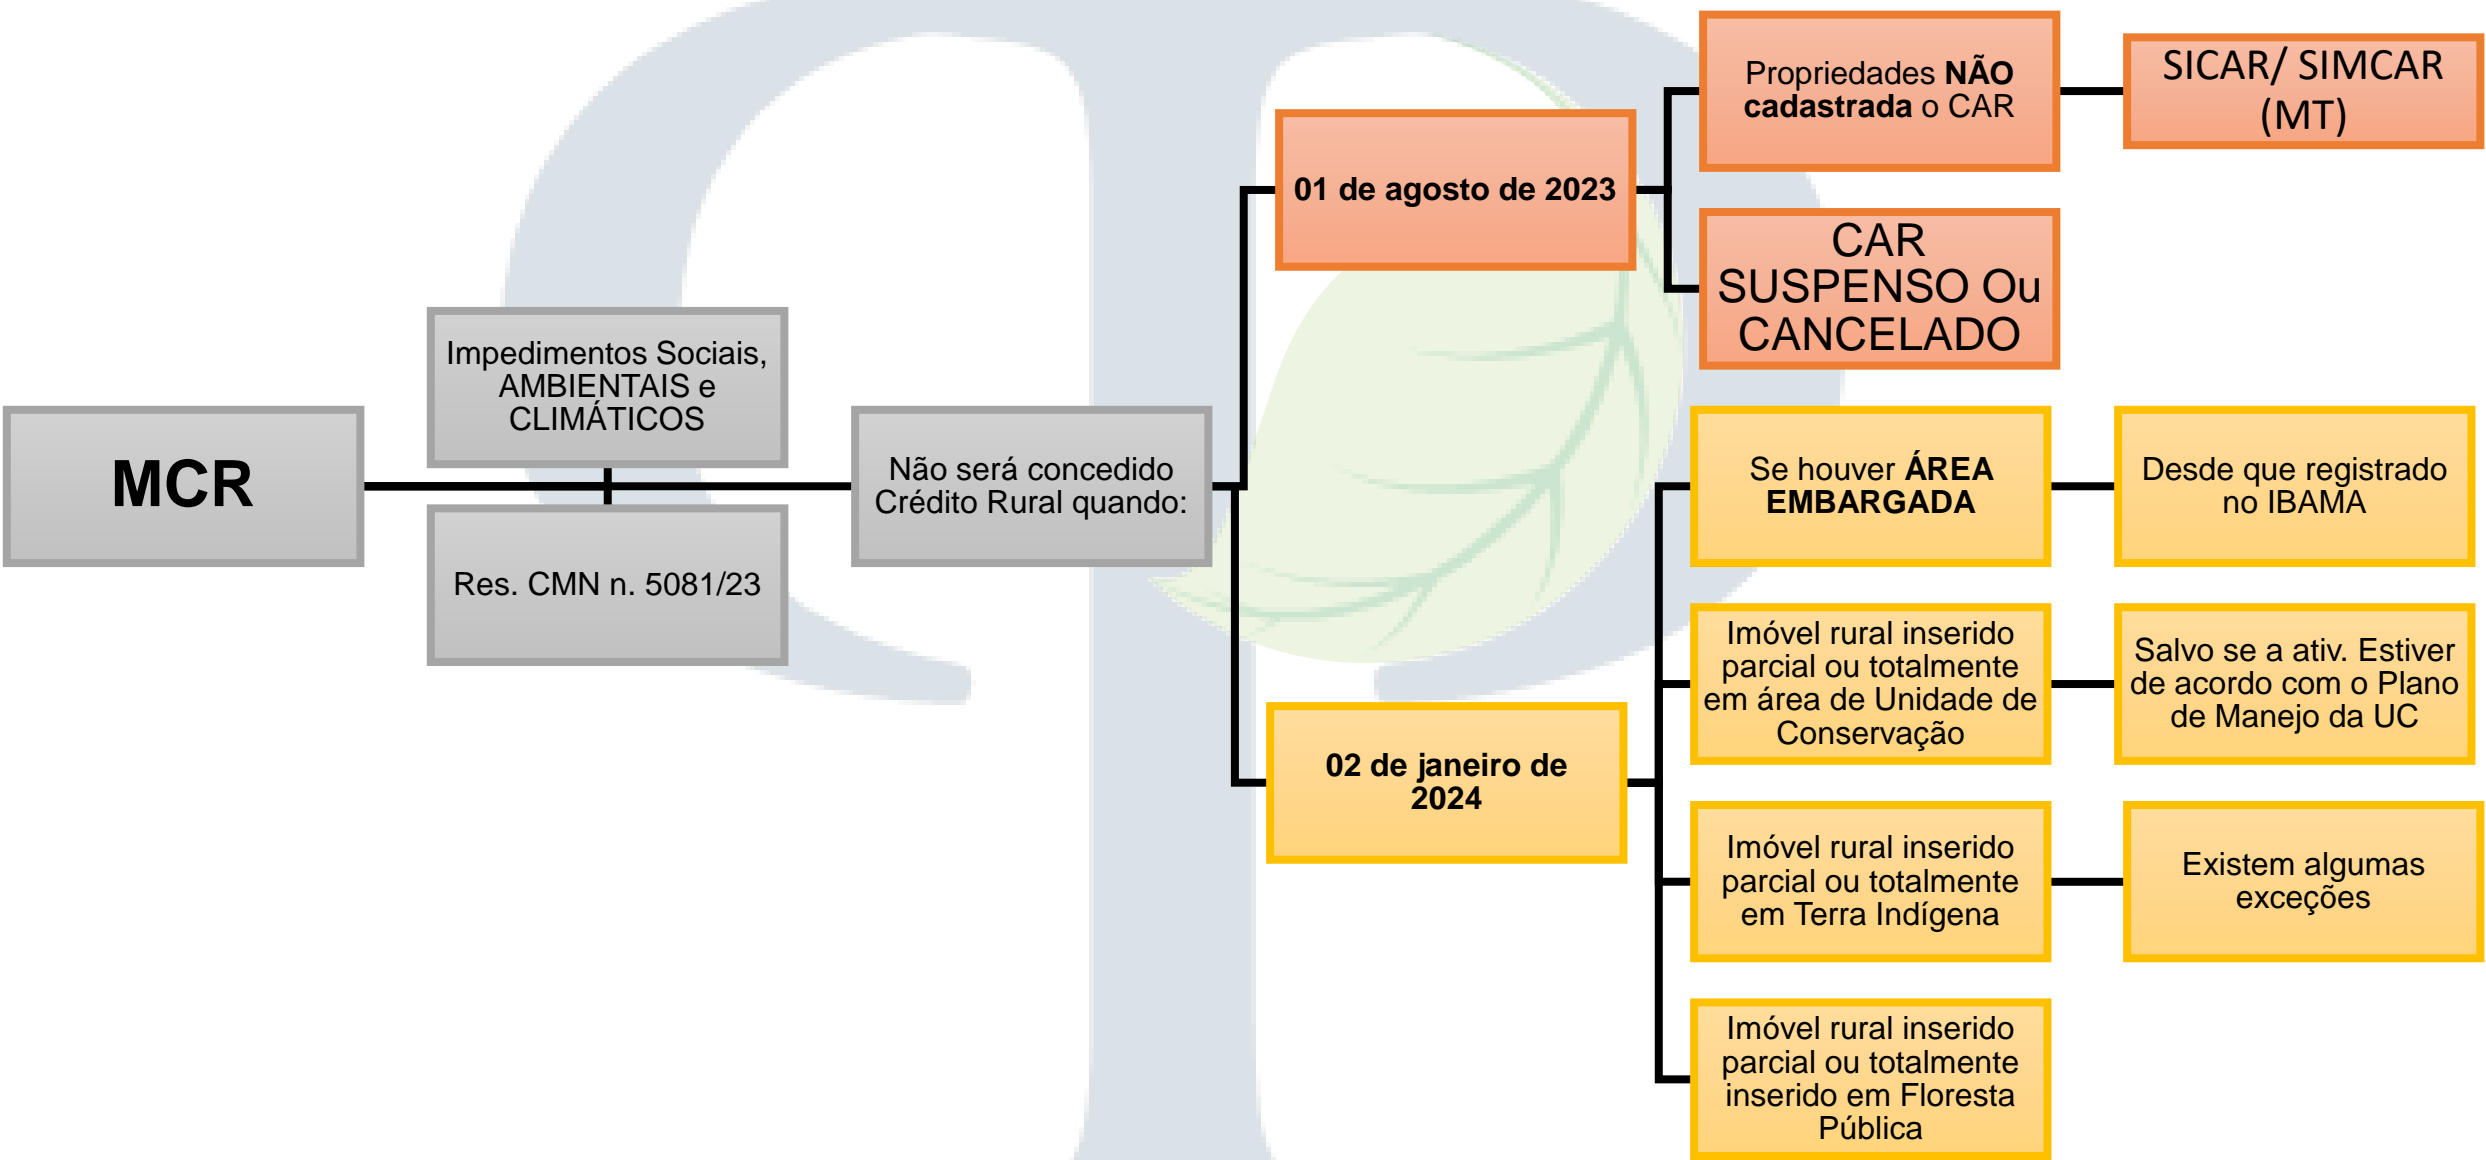 MCR
Impedimentos Sociais,
AMBIENTAIS e
CLIMÁTICOS
Res. CMN n. 5081/23
Não será concedido
Crédito Rural quando:
01 de agosto de 2023
Propriedades NÃO
cadastrada o CAR
SICAR/ SIMCAR
(MT)
CAR
SUSPENSO Ou
CANCELADO
02 de janeiro de
2024
Se houver ÁREA
EMBARGADA
Desde que registrado
no IBAMA
Imóvel rural inserido
parcial ou totalmente
em área de Unidade de
Conservação
Salvo se a ativ. Estiver
de acordo com o Plano
de Manejo da UC
Imóvel rural inserido
parcial ou totalmente
em Terra Indígena
Existem algumas
exceções
Imóvel rural inserido
parcial ou totalmente
inserido em Floresta
Pública